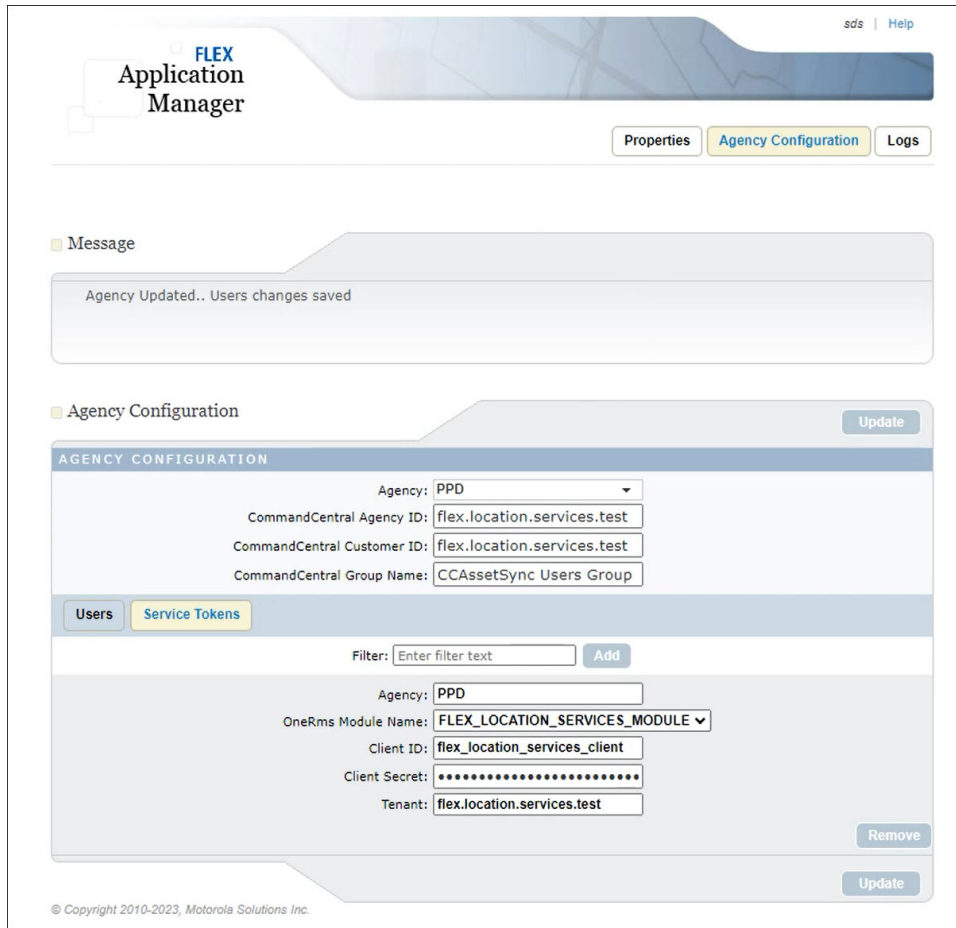 sds | Help
FLEX
Application
Manager
Properties Agency Configuration Logs
Message
Agency Updated.. Users changes saved
Agency Configuration
Update
AGENCY CONFIGURATION
Agency: PPD
CommandCentral Agency ID: flex.location.services.test
CommandCentral Customer ID: flex.location.services.test
CommandCentral Group Name: CCAssetSync Users Group
Users Service Tokens
Filter: Enter filter text Add
Agency: PPD
OneRms Module Name: FLEX_LOCATION_SERVICES_MODULE
Client ID: flex_location_services_client
Client Secret: ••••••••••••••••••••••••••
Tenant: flex.location.services.test
Remove
Update
© Copyright 2010-2023, Motorola Solutions Inc.